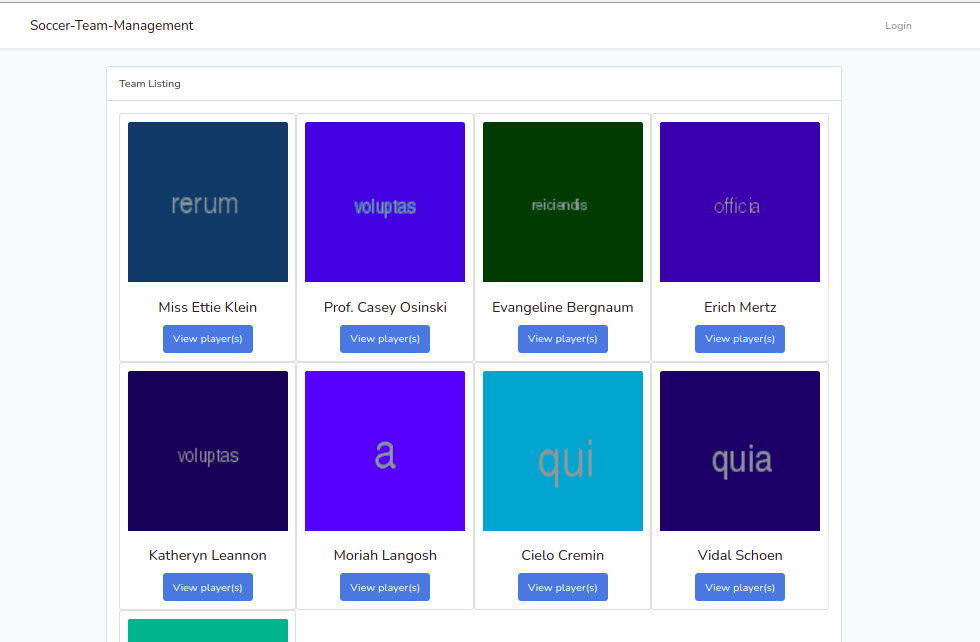 Soccer-Team-Management
Login
Team Listing
rerum
voluptas
reiciendis
officia
Miss Ettie Klein
Prof. Casey Osinski
Evangeline Bergnaum
Erich Mertz
View player(s)
View player(s)
View player(s)
View player(s)
voluptas
a
qui
quia
Katheryn Leannon
Moriah Langosh
Cielo Cremin
Vidal Schoen
View player(s)
View player(s)
View player(s)
View player(s)